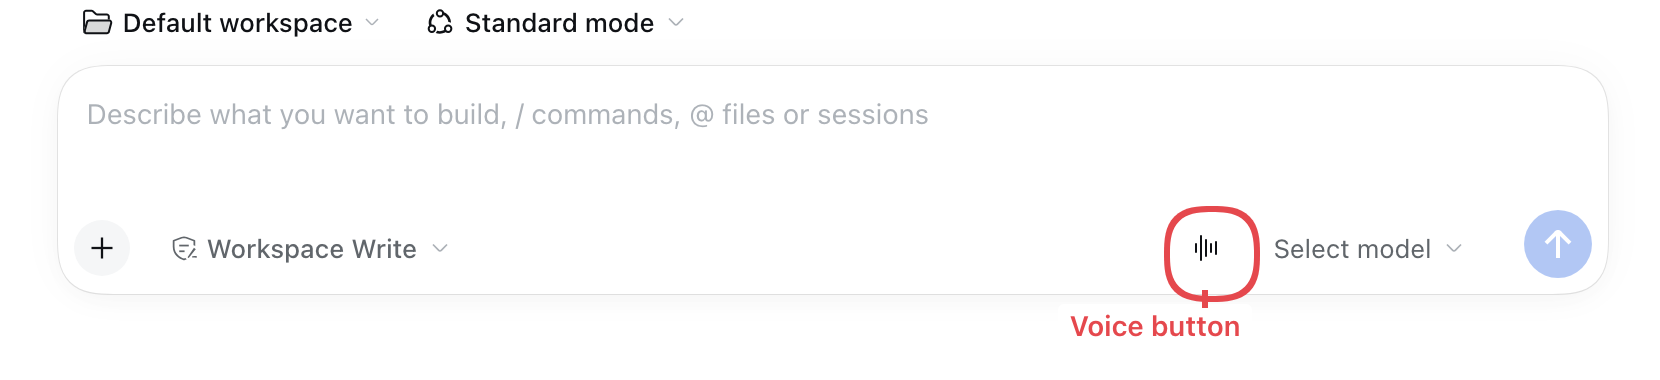 Default workspace Standard mode
Describe what you want to build, / commands, @ files or sessions
Workspace Write Select model
Voice button